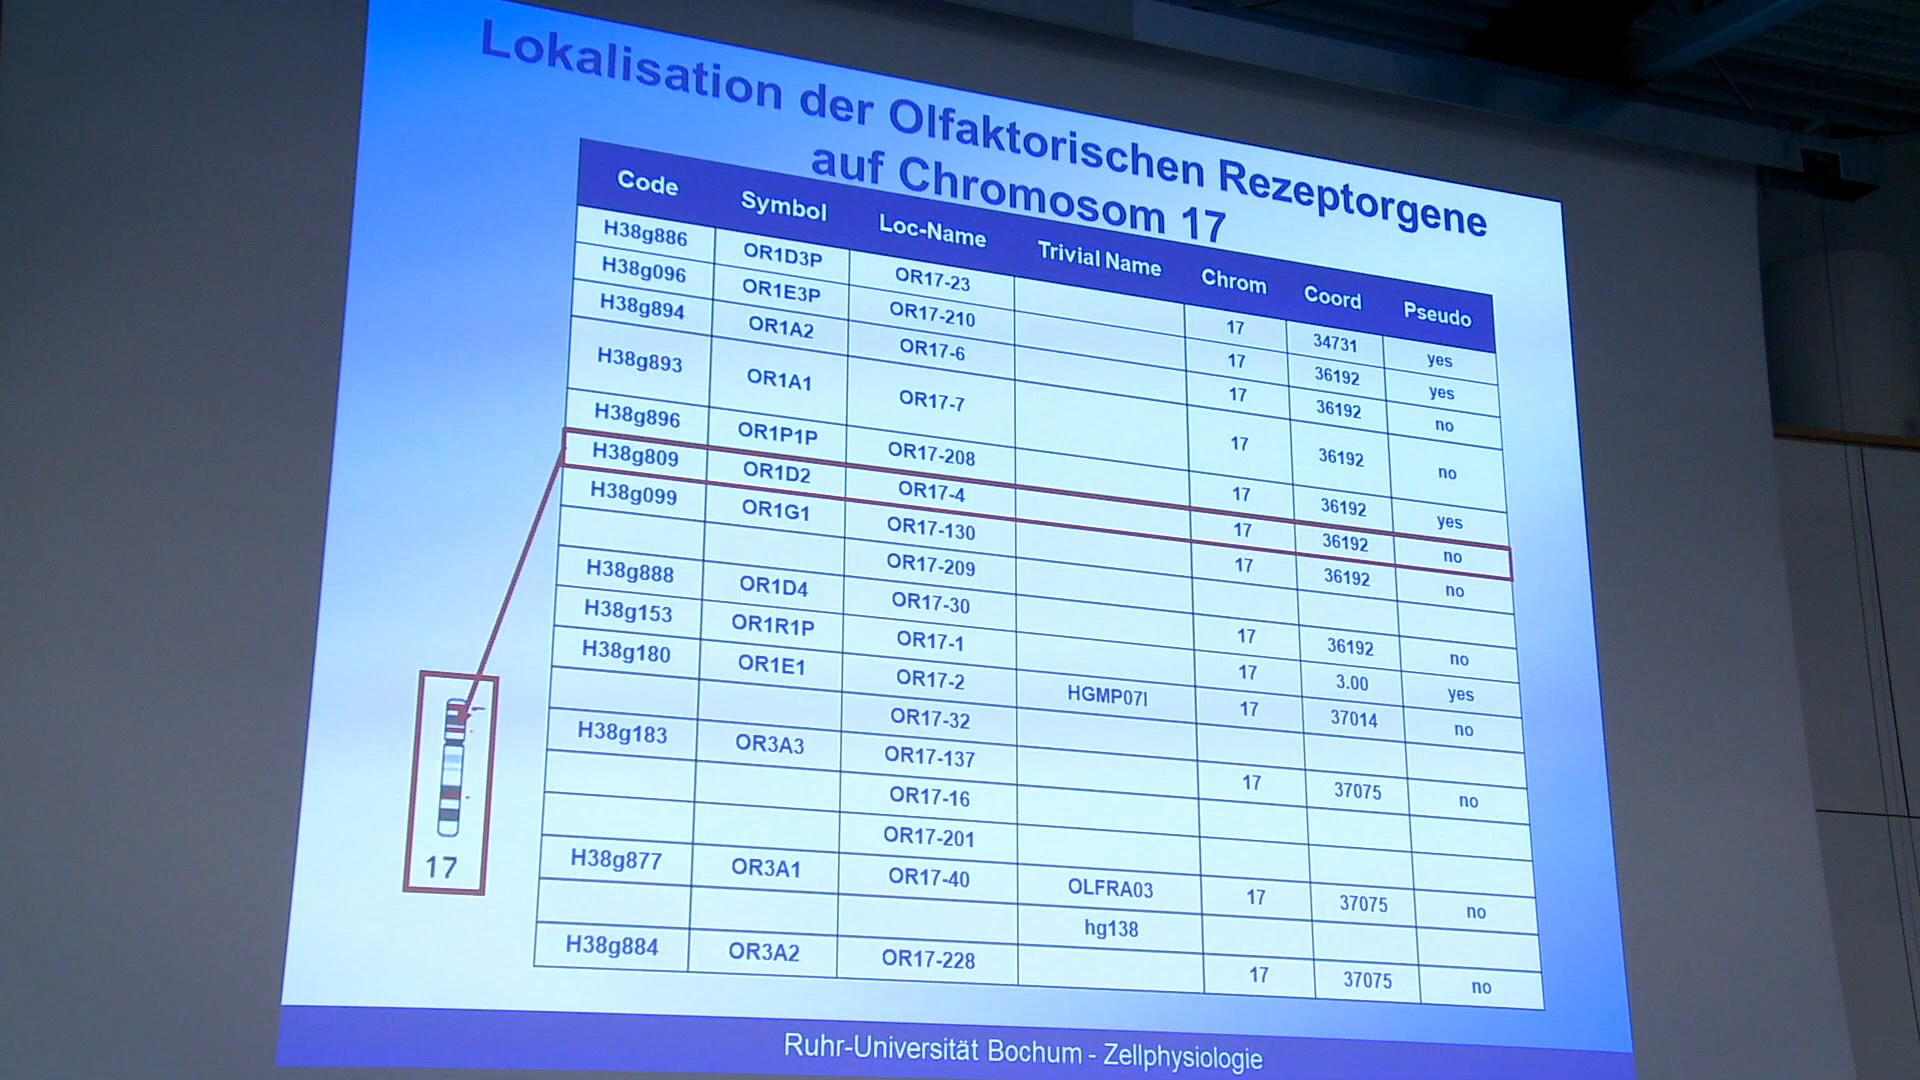 Lokalisation der Olfaktorischen Rezeptorgene
auf Chromosom 17
Code Symbol Loc-Name Trivial Name Chrom Coord Pseudo
H38g886 OR1D3P OR17-23 17 34731 yes
H38g096 OR1E3P OR17-210 17 36192 yes
H38g894 OR1A2 OR17-6 17 36192 no
H38g893 OR1A1 OR17-7 17 36192 no
H38g896 OR1P1P OR17-208 17 36192 yes
H38g809 OR1D2 OR17-4 17 36192 no
H38g099 OR1G1 OR17-130 17 36192 no
OR17-209
H38g888 OR1D4 OR17-30 17 36192 no
H38g153 OR1R1P OR17-1 17 3.00 yes
H38g180 OR1E1 OR17-2 HGMP07I 17 37014 no
OR17-32
H38g183 OR3A3 OR17-137 17 37075 no
OR17-16
OR17-201
H38g877 OR3A1 OR17-40 OLFRA03 17 37075 no
hg138
H38g884 OR3A2 OR17-228 17 37075 no
17
Ruhr-Universität Bochum - Zellphysiologie